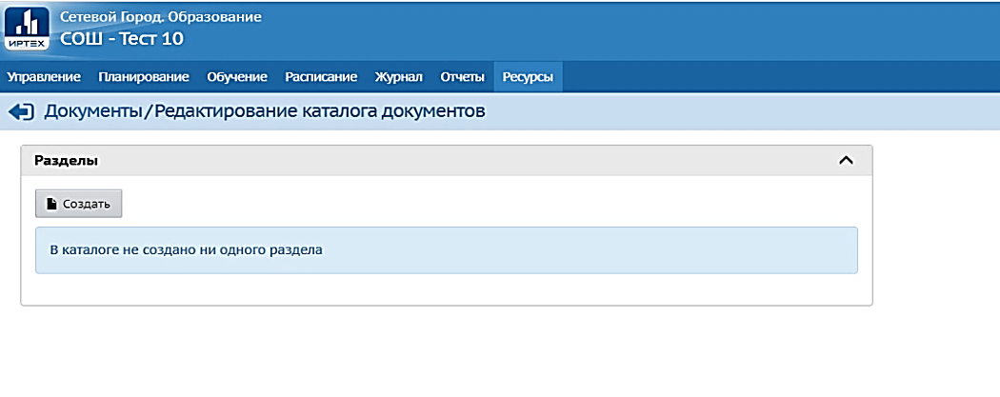 Сетевой Город. Образование
ИРТЕХ СОШ - Тест 10
Управление Планирование Обучение Расписание Журнал Отчеты Ресурсы
Документы/Редактирование каталога документов
Разделы
Создать
В каталоге не создано ни одного раздела